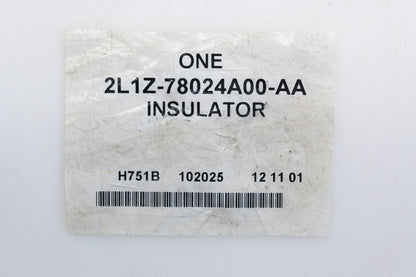 ONE
2L1Z-78024A00-AA
INSULATOR
H751B 102025 12 11 01